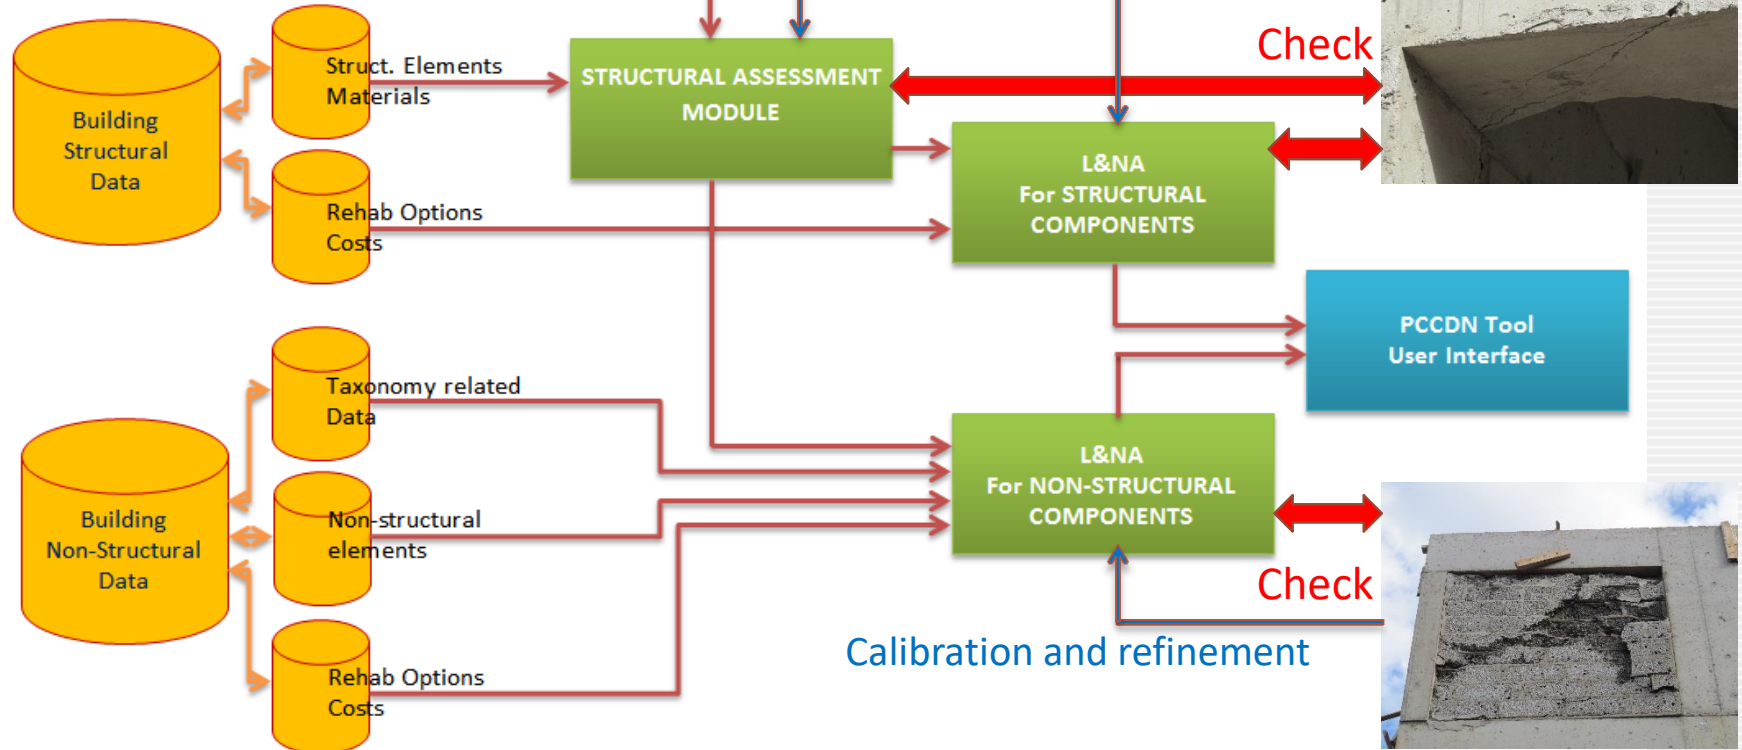 Building
Structural
Data
Struct. Elements
Materials
Rehab Options
Costs
STRUCTURAL ASSESSMENT
MODULE
Check
L&NA
For STRUCTURAL
COMPONENTS
PCCDN Tool
User Interface
Building
Non-Structural
Data
Taxonomy related
Data
Non-structural
elements
Rehab Options
Costs
L&NA
For NON-STRUCTURAL
COMPONENTS
Check
Calibration and refinement